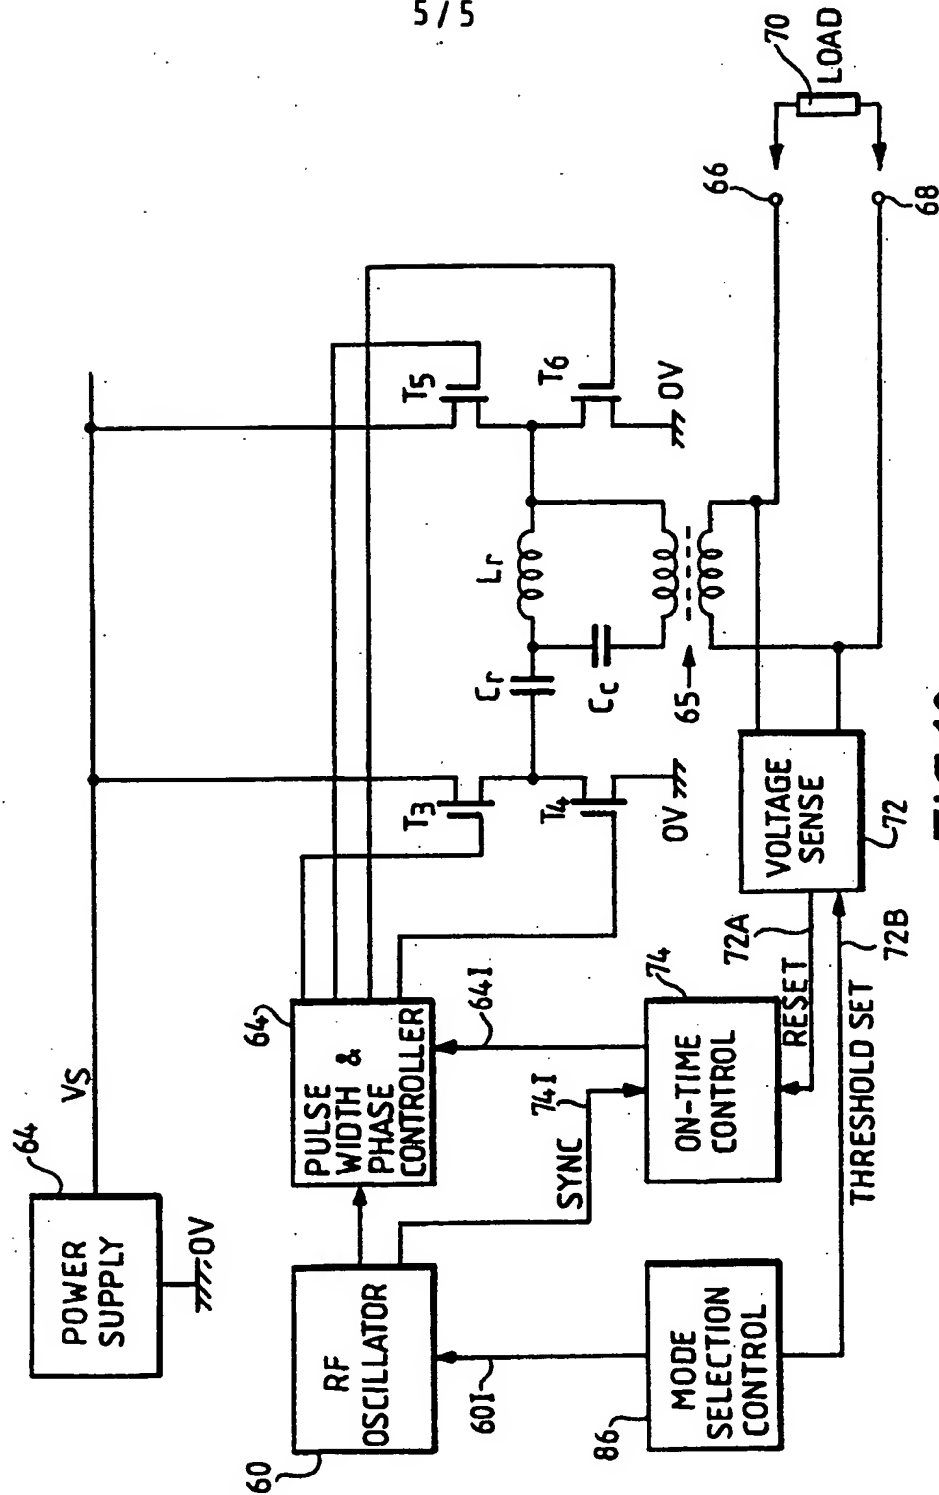 5/5
POWER
SUPPLY
64
VS
0V
RF
OSCILLATOR
60
60I
PULSE
WIDTH &
PHASE
CONTROLLER
64
64I
SYNC
74I
MODE
SELECTION
CONTROL
86
ON-TIME
CONTROL
74
RESET
72A
THRESHOLD SET
72B
VOLTAGE
SENSE
72
T3
T4
0V
Cr
Lr
Cc
65
T5
T6
0V
66
68
70
LOAD